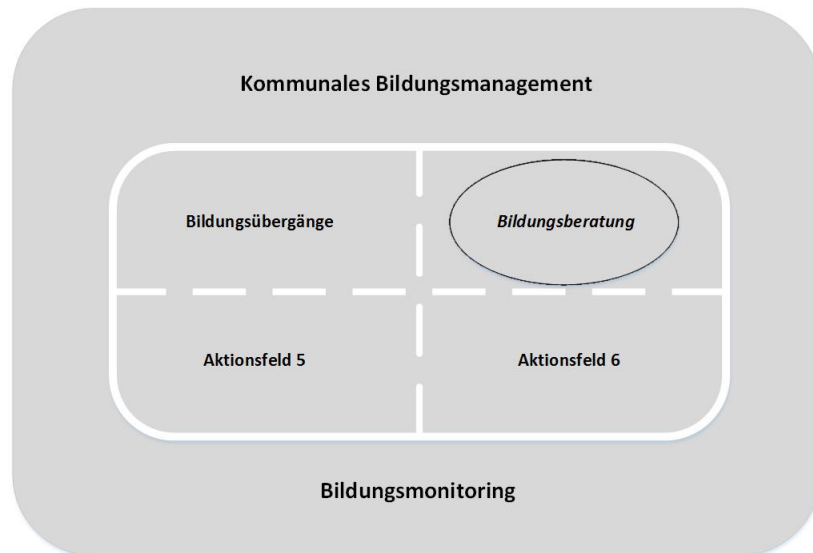 Kommunales Bildungsmanagement
Bildungsübergänge
Bildungsberatung
Aktionsfeld 5
Aktionsfeld 6
Bildungsmonitoring